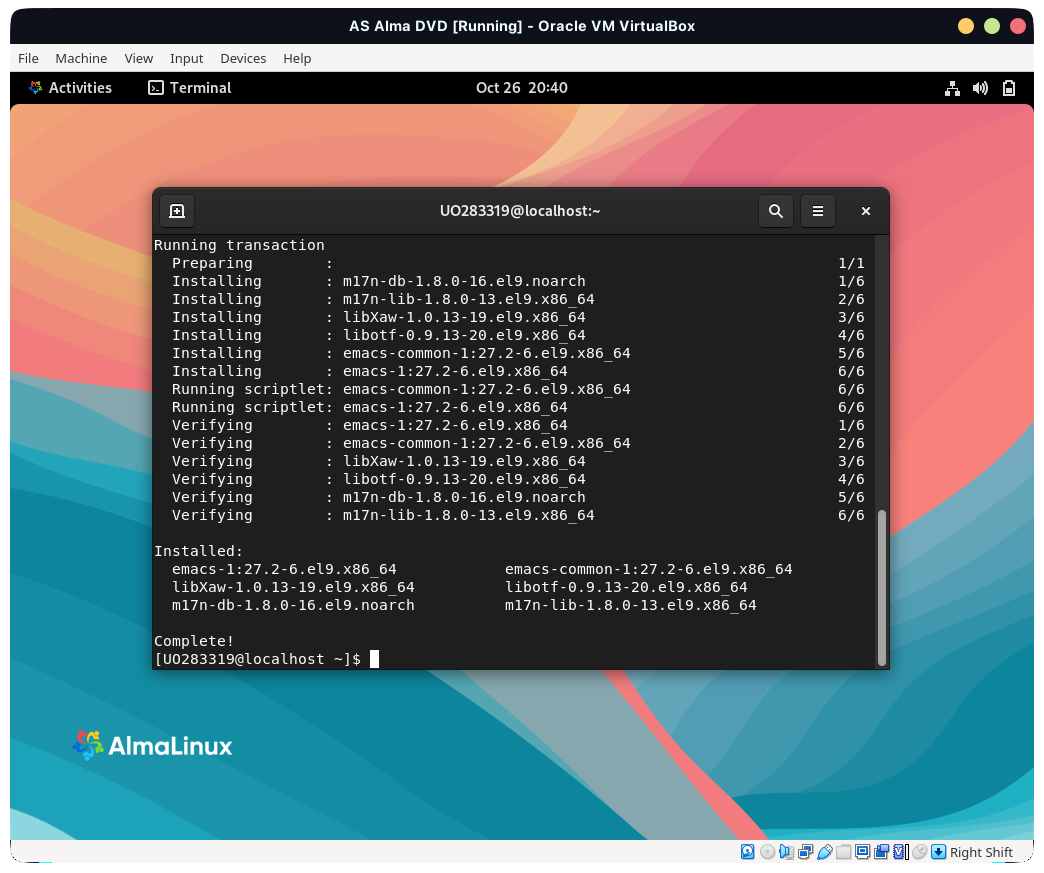 AS Alma DVD [Running] - Oracle VM VirtualBox
File Machine View Input Devices Help
Activities Terminal Oct 26 20:40
UO283319@localhost:~
Running transaction
  Preparing        :                                                        1/1
  Installing       : m17n-db-1.8.0-16.el9.noarch                            1/6
  Installing       : m17n-lib-1.8.0-13.el9.x86_64                           2/6
  Installing       : libXaw-1.0.13-19.el9.x86_64                            3/6
  Installing       : libotf-0.9.13-20.el9.x86_64                            4/6
  Installing       : emacs-common-1:27.2-6.el9.x86_64                       5/6
  Installing       : emacs-1:27.2-6.el9.x86_64                              6/6
  Running scriptlet: emacs-common-1:27.2-6.el9.x86_64                       6/6
  Running scriptlet: emacs-1:27.2-6.el9.x86_64                              6/6
  Verifying        : emacs-1:27.2-6.el9.x86_64                              1/6
  Verifying        : emacs-common-1:27.2-6.el9.x86_64                       2/6
  Verifying        : libXaw-1.0.13-19.el9.x86_64                            3/6
  Verifying        : libotf-0.9.13-20.el9.x86_64                            4/6
  Verifying        : m17n-db-1.8.0-16.el9.noarch                            5/6
  Verifying        : m17n-lib-1.8.0-13.el9.x86_64                           6/6
Installed:
  emacs-1:27.2-6.el9.x86_64            emacs-common-1:27.2-6.el9.x86_64
  libXaw-1.0.13-19.el9.x86_64          libotf-0.9.13-20.el9.x86_64
  m17n-db-1.8.0-16.el9.noarch          m17n-lib-1.8.0-13.el9.x86_64
Complete!
[UO283319@localhost ~]$
AlmaLinux
Right Shift